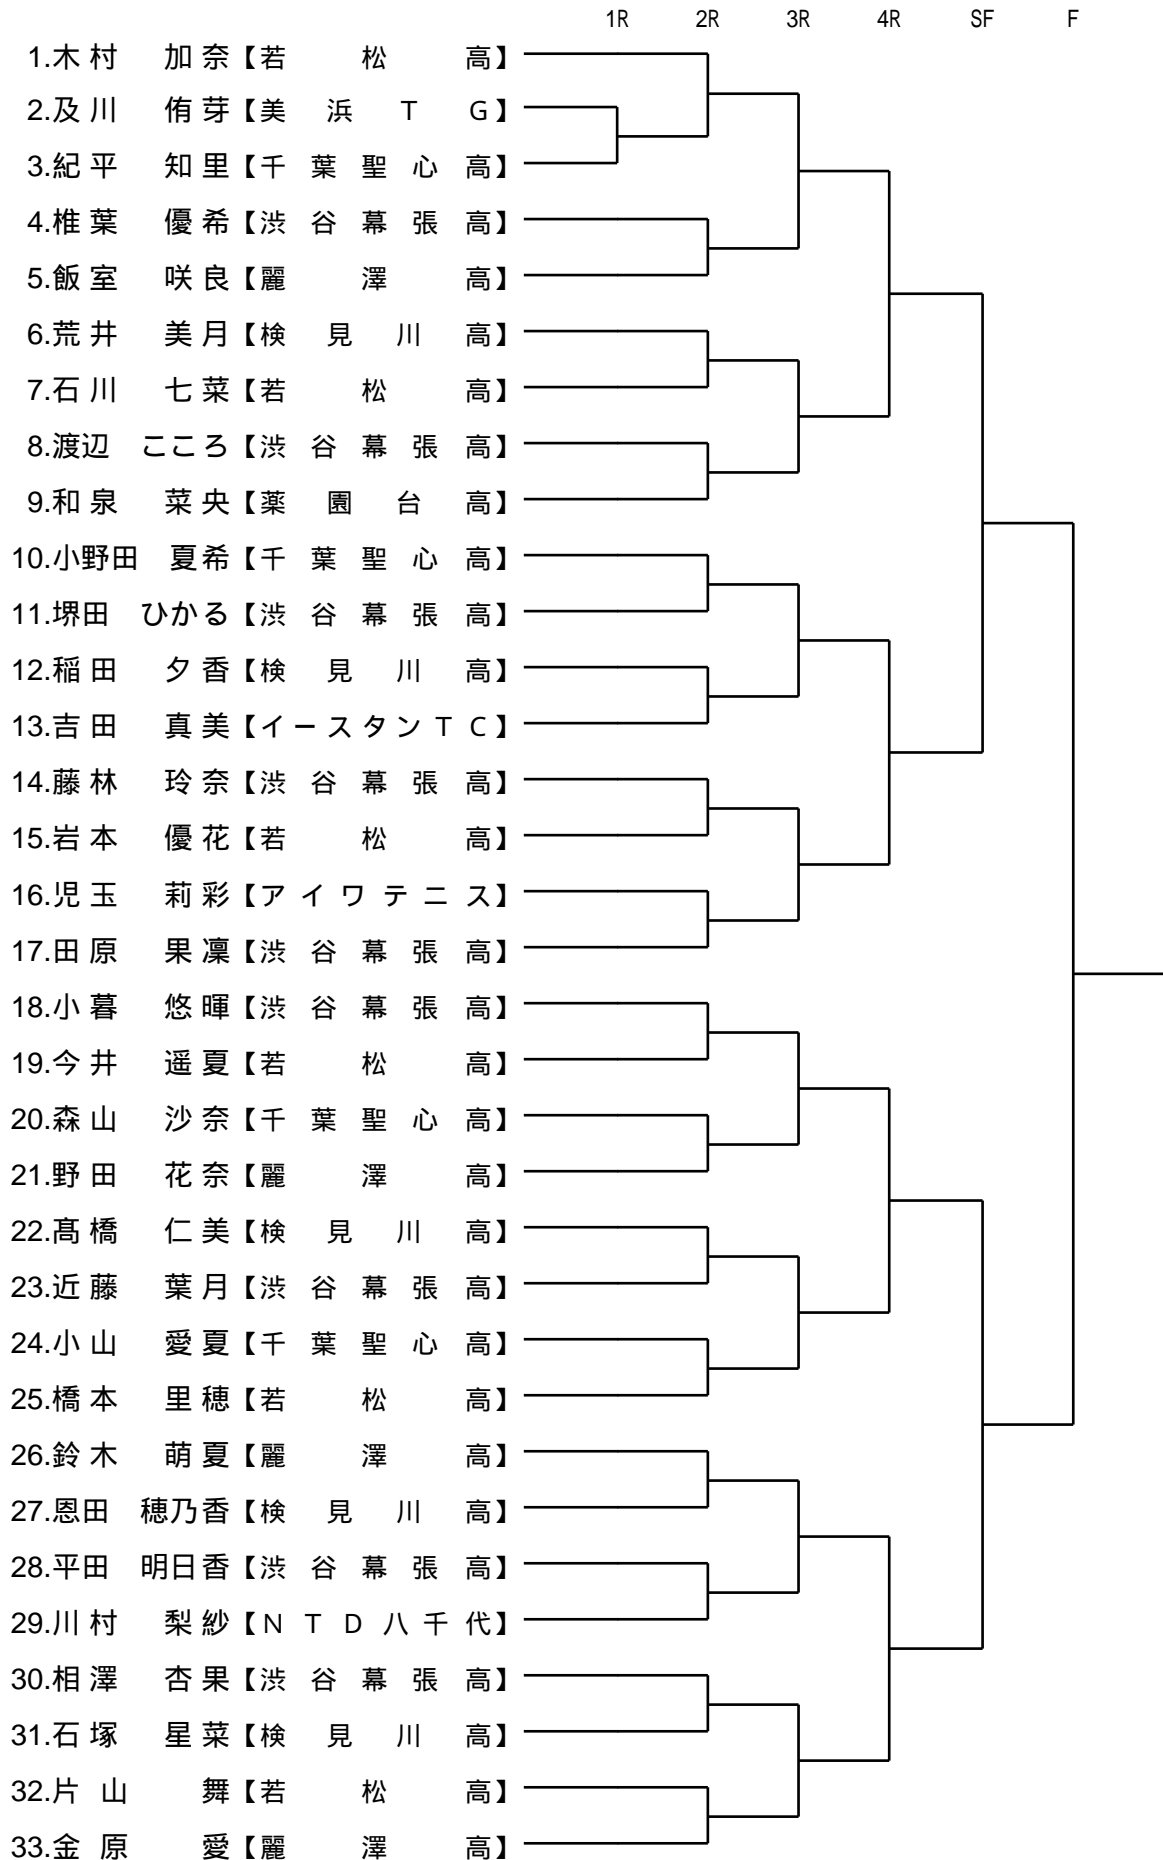 1R 2R 3R 4R SF F
1.木村 加奈【若松高】
2.及川 侑芽【美浜TG】
3.紀平 知里【千葉聖心高】
4.椎葉 優希【渋谷幕張高】
5.飯室 咲良【麗澤高】
6.荒井 美月【検見川高】
7.石川 七菜【若松高】
8.渡辺 こころ【渋谷幕張高】
9.和泉 菜央【薬園台高】
10.小野田 夏希【千葉聖心高】
11.堺田 ひかる【渋谷幕張高】
12.稲田 夕香【検見川高】
13.吉田 真美【イースタンTC】
14.藤林 玲奈【渋谷幕張高】
15.岩本 優花【若松高】
16.児玉 莉彩【アイワテニス】
17.田原 果凜【渋谷幕張高】
18.小暮 悠暉【渋谷幕張高】
19.今井 遥夏【若松高】
20.森山 沙奈【千葉聖心高】
21.野田 花奈【麗澤高】
22.髙橋 仁美【検見川高】
23.近藤 葉月【渋谷幕張高】
24.小山 愛夏【千葉聖心高】
25.橋本 里穂【若松高】
26.鈴木 萌夏【麗澤高】
27.恩田 穂乃香【検見川高】
28.平田 明日香【渋谷幕張高】
29.川村 梨紗【NTD八千代】
30.相澤 杏果【渋谷幕張高】
31.石塚 星菜【検見川高】
32.片山 舞【若松高】
33.金原 愛【麗澤高】